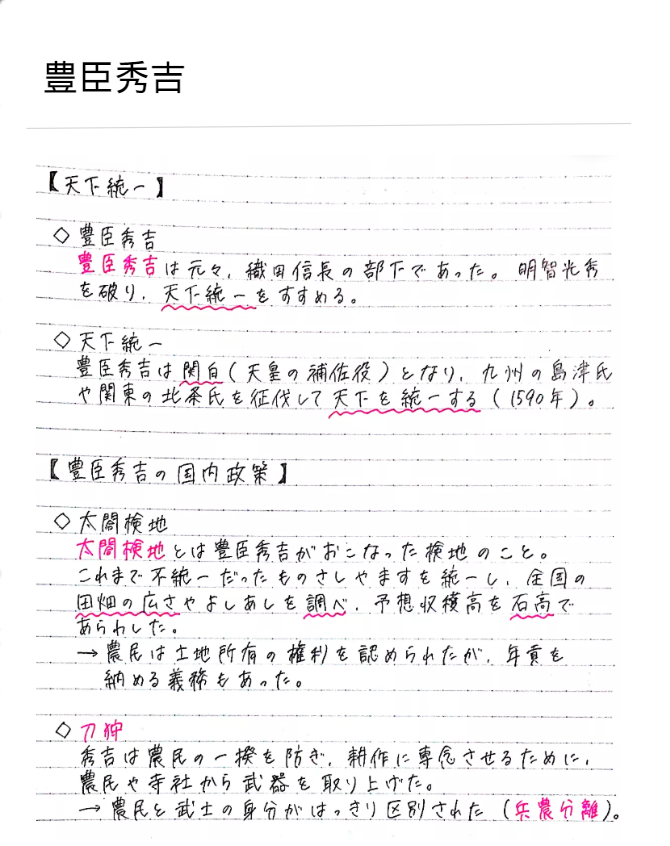 豊臣秀吉
【天下統一】
◇ 豊臣秀吉
豊臣秀吉は元々、織田信長の部下であった。明智光秀
を破り、天下統一をすすめる。
◇ 天下統一
豊臣秀吉は関白(天皇の補佐役)となり、九州の島津氏
や関東の北条氏を征伐して天下を統一する(1590年)。
【豊臣秀吉の国内政策】
◇ 太閤検地
太閤検地とは豊臣秀吉がおこなった検地のこと。
これまで不統一だったものさしやますを統一し、全国の
田畑の広さやよしあしを調べ、予想収穫高を石高で
あらわした。
→ 農民は土地所有の権利を認められたが、年貢を
納める義務もあった。
◇ 刀狩
秀吉は農民の一揆を防ぎ、耕作に専念させるために、
農民や寺社から武器を取り上げた。
→ 農民と武士の身分がはっきり区別された(兵農分離)。